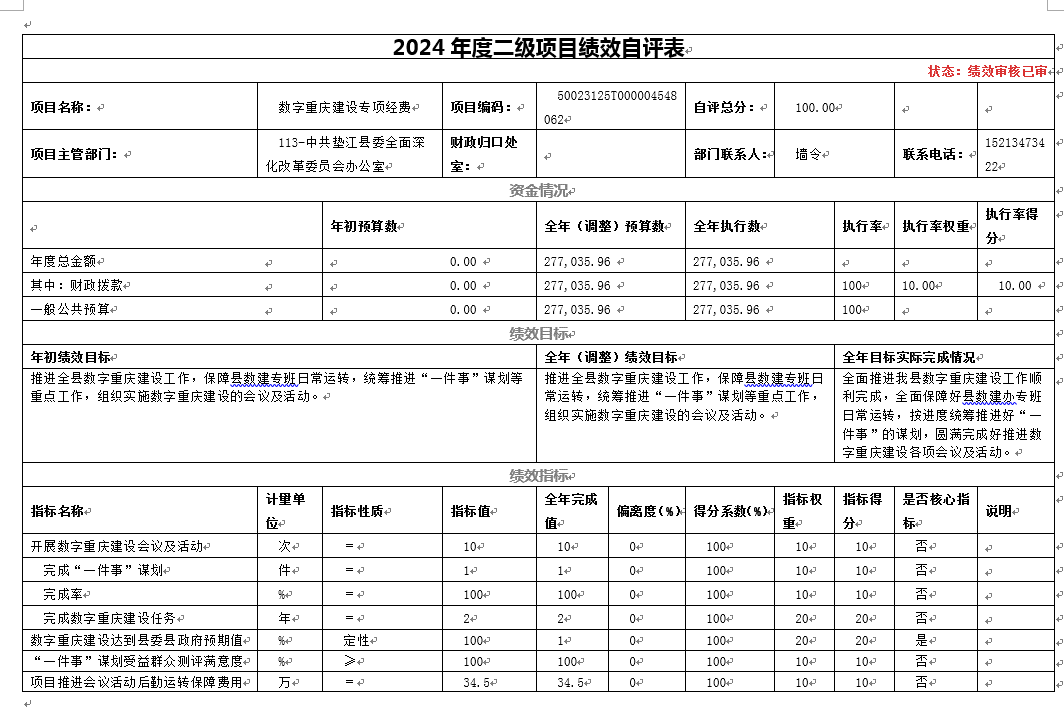 2024 年度二级项目绩效自评表
状态：绩效审核已审
项目名称： 数字重庆建设专项经费 项目编码： 50023125T000004548062 自评总分： 100.00
项目主管部门： 113-中共垫江县委全面深化改革委员会办公室 财政归口处室： 部门联系人： 墙令 联系电话： 15213473422
资金情况
年初预算数 全年（调整）预算数 全年执行数 执行率 执行率权重 执行率得分
年度总金额 0.00 277,035.96 277,035.96
其中：财政拨款 0.00 277,035.96 277,035.96 100 10.00 10.00
一般公共预算 0.00 277,035.96 277,035.96 100
绩效目标
年初绩效目标 全年（调整）绩效目标 全年目标实际完成情况
推进全县数字重庆建设工作，保障县数建专班日常运转，统筹推进“一件事”谋划等
重点工作，组织实施数字重庆建设的会议及活动。
推进全县数字重庆建设工作，保障县数建专班日
常运转，统筹推进“一件事”谋划等重点工作，
组织实施数字重庆建设的会议及活动。
全面推进我县数字重庆建设工作顺
利完成，全面保障好县数建办专班
日常运转，按进度统筹推进好“一
件事”的谋划，圆满完成好推进数
字重庆建设各项会议及活动。
绩效指标
指标名称 计量单位 指标性质 指标值 全年完成值 偏离度(%) 得分系数(%) 指标权重 指标得分 是否核心指标 说明
开展数字重庆建设会议及活动 次 ＝ 10 10 0 100 10 10 否
完成“一件事”谋划 件 ＝ 1 1 0 100 10 10 否
完成率 % ＝ 100 100 0 100 10 10 否
完成数字重庆建设任务 年 ＝ 2 2 0 100 20 20 否
数字重庆建设达到县委县政府预期值 % 定性 100 1 0 100 20 20 是
“一件事”谋划受益群众测评满意度 % ≥ 100 100 0 100 10 10 否
项目推进会议活动后勤运转保障费用 万 ＝ 34.5 34.5 0 100 10 10 否